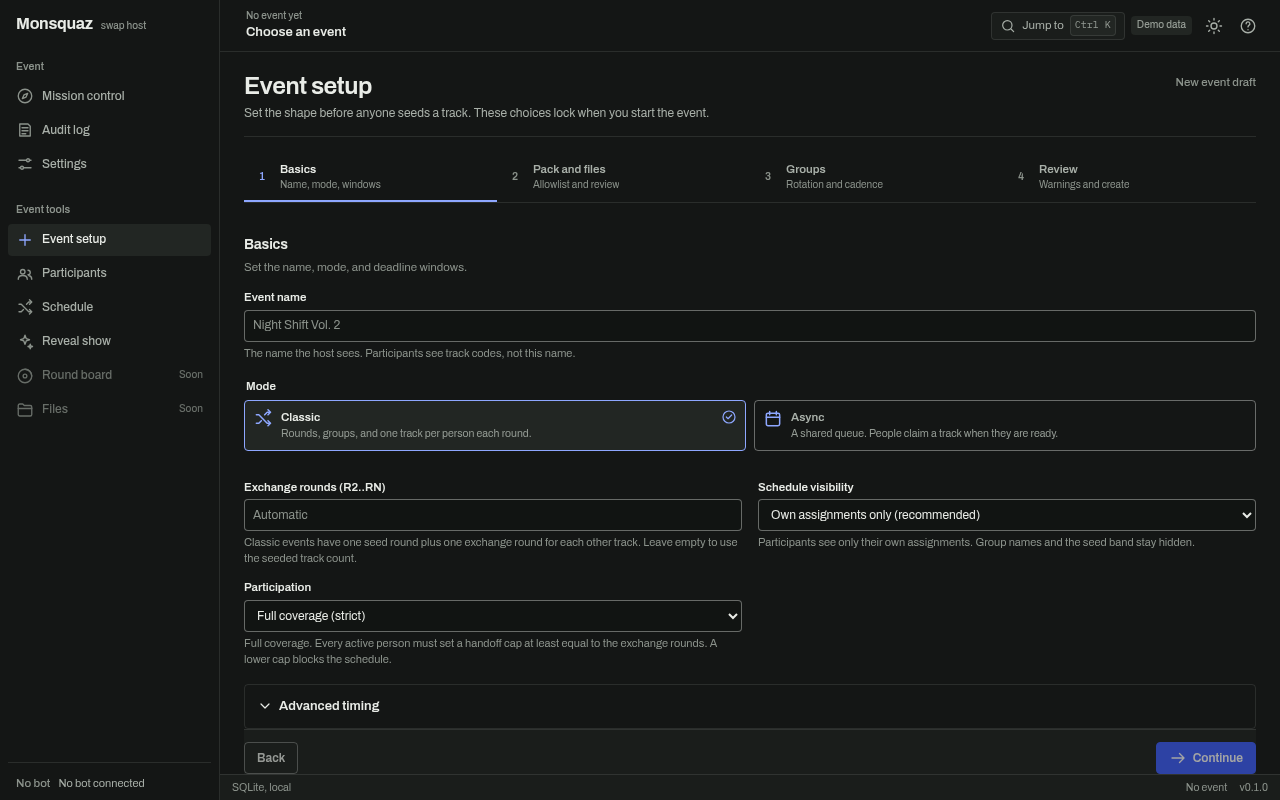 Monsquaz swap host
Event
Mission control
Audit log
Settings
Event tools
Event setup
Participants
Schedule
Reveal show
Round board Soon
Files Soon
No bot No bot connected
No event yet
Choose an event
Jump to Ctrl K
Demo data
Event setup
New event draft
Set the shape before anyone seeds a track. These choices lock when you start the event.
1 Basics
Name, mode, windows
2 Pack and files
Allowlist and review
3 Groups
Rotation and cadence
4 Review
Warnings and create
Basics
Set the name, mode, and deadline windows.
Event name
Night Shift Vol. 2
The name the host sees. Participants see track codes, not this name.
Mode
Classic
Rounds, groups, and one track per person each round.
Async
A shared queue. People claim a track when they are ready.
Exchange rounds (R2..RN)
Automatic
Classic events have one seed round plus one exchange round for each other track. Leave empty to use
the seeded track count.
Schedule visibility
Own assignments only (recommended)
Participants see only their own assignments. Group names and the seed band stay hidden.
Participation
Full coverage (strict)
Full coverage. Every active person must set a handoff cap at least equal to the exchange rounds. A
lower cap blocks the schedule.
Advanced timing
Back
Continue
SQLite, local
No event v0.1.0